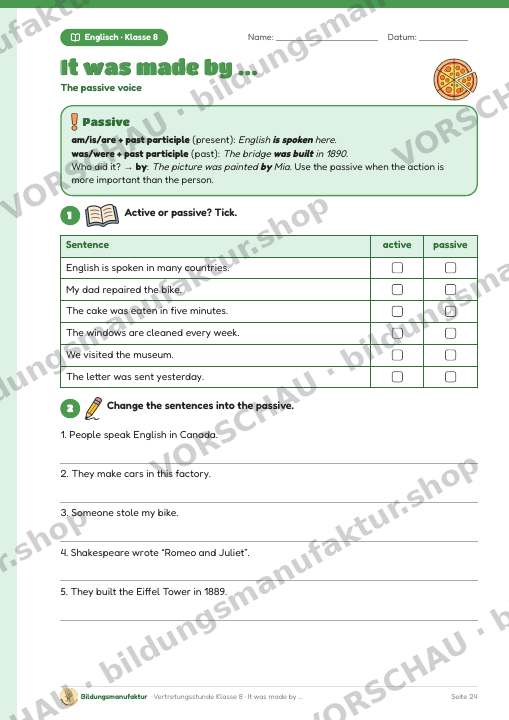 Englisch · Klasse 8
Name: ____________________ Datum: ____________
It was made by ...
The passive voice
Passive
am/is/are + past participle (present): English is spoken here.
was/were + past participle (past): The bridge was built in 1890.
Who did it? → by: The picture was painted by Mia. Use the passive when the action is
more important than the person.
1 Active or passive? Tick.
Sentence active passive
English is spoken in many countries.
My dad repaired the bike.
The cake was eaten in five minutes.
The windows are cleaned every week.
We visited the museum.
The letter was sent yesterday.
2 Change the sentences into the passive.
1. People speak English in Canada.
2. They make cars in this factory.
3. Someone stole my bike.
4. Shakespeare wrote “Romeo and Juliet”.
5. They built the Eiffel Tower in 1889.
Bildungsmanufaktur · Vertretungsstunde Klasse 8 · It was made by ... Seite 24
VORSCHAU · bildungsmanufaktur.shop